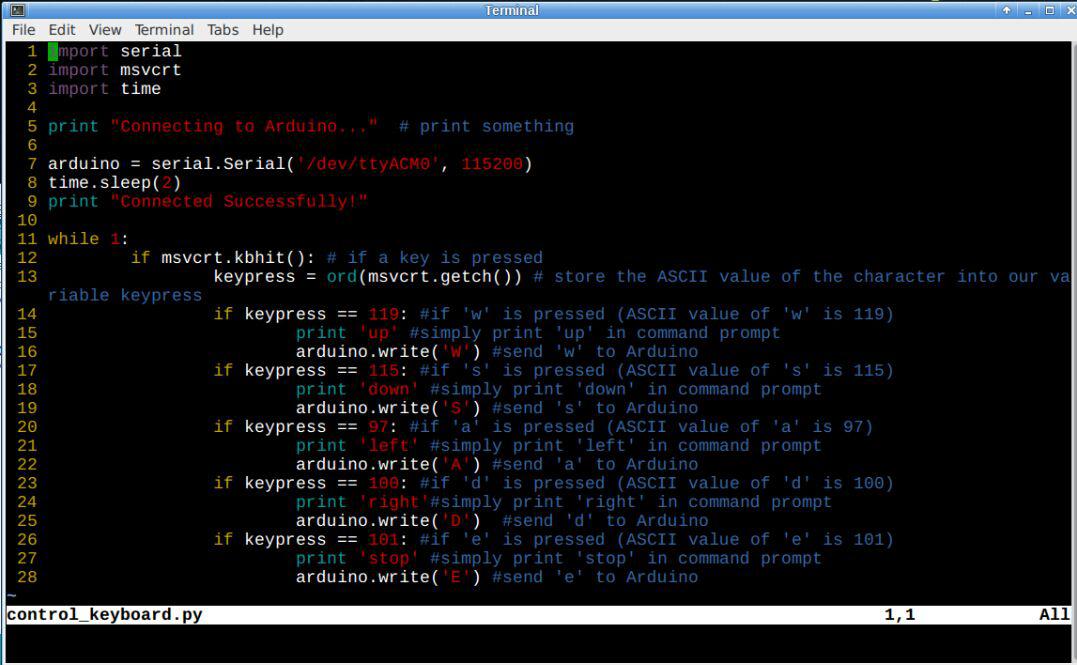 Terminal
File Edit View Terminal Tabs Help
1 import serial
2 import msvcrt
3 import time
4
5 print "Connecting to Arduino..."  # print something
6
7 arduino = serial.Serial('/dev/ttyACM0', 115200)
8 time.sleep(2)
9 print "Connected Successfully!"
10
11 while 1:
12         if msvcrt.kbhit(): # if a key is pressed
13                 keypress = ord(msvcrt.getch()) # store the ASCII value of the character into our va
riable keypress
14                 if keypress == 119: #if 'w' is pressed (ASCII value of 'w' is 119)
15                         print 'up' #simply print 'up' in command prompt
16                         arduino.write('W') #send 'w' to Arduino
17                 if keypress == 115: #if 's' is pressed (ASCII value of 's' is 115)
18                         print 'down' #simply print 'down' in command prompt
19                         arduino.write('S') #send 's' to Arduino
20                 if keypress == 97: #if 'a' is pressed (ASCII value of 'a' is 97)
21                         print 'left' #simply print 'left' in command prompt
22                         arduino.write('A') #send 'a' to Arduino
23                 if keypress == 100: #if 'd' is pressed (ASCII value of 'd' is 100)
24                         print 'right'#simply print 'right' in command prompt
25                         arduino.write('D')  #send 'd' to Arduino
26                 if keypress == 101: #if 'e' is pressed (ASCII value of 'e' is 101)
27                         print 'stop' #simply print 'stop' in command prompt
28                         arduino.write('E') #send 'e' to Arduino
~
control_keyboard.py 1,1 All